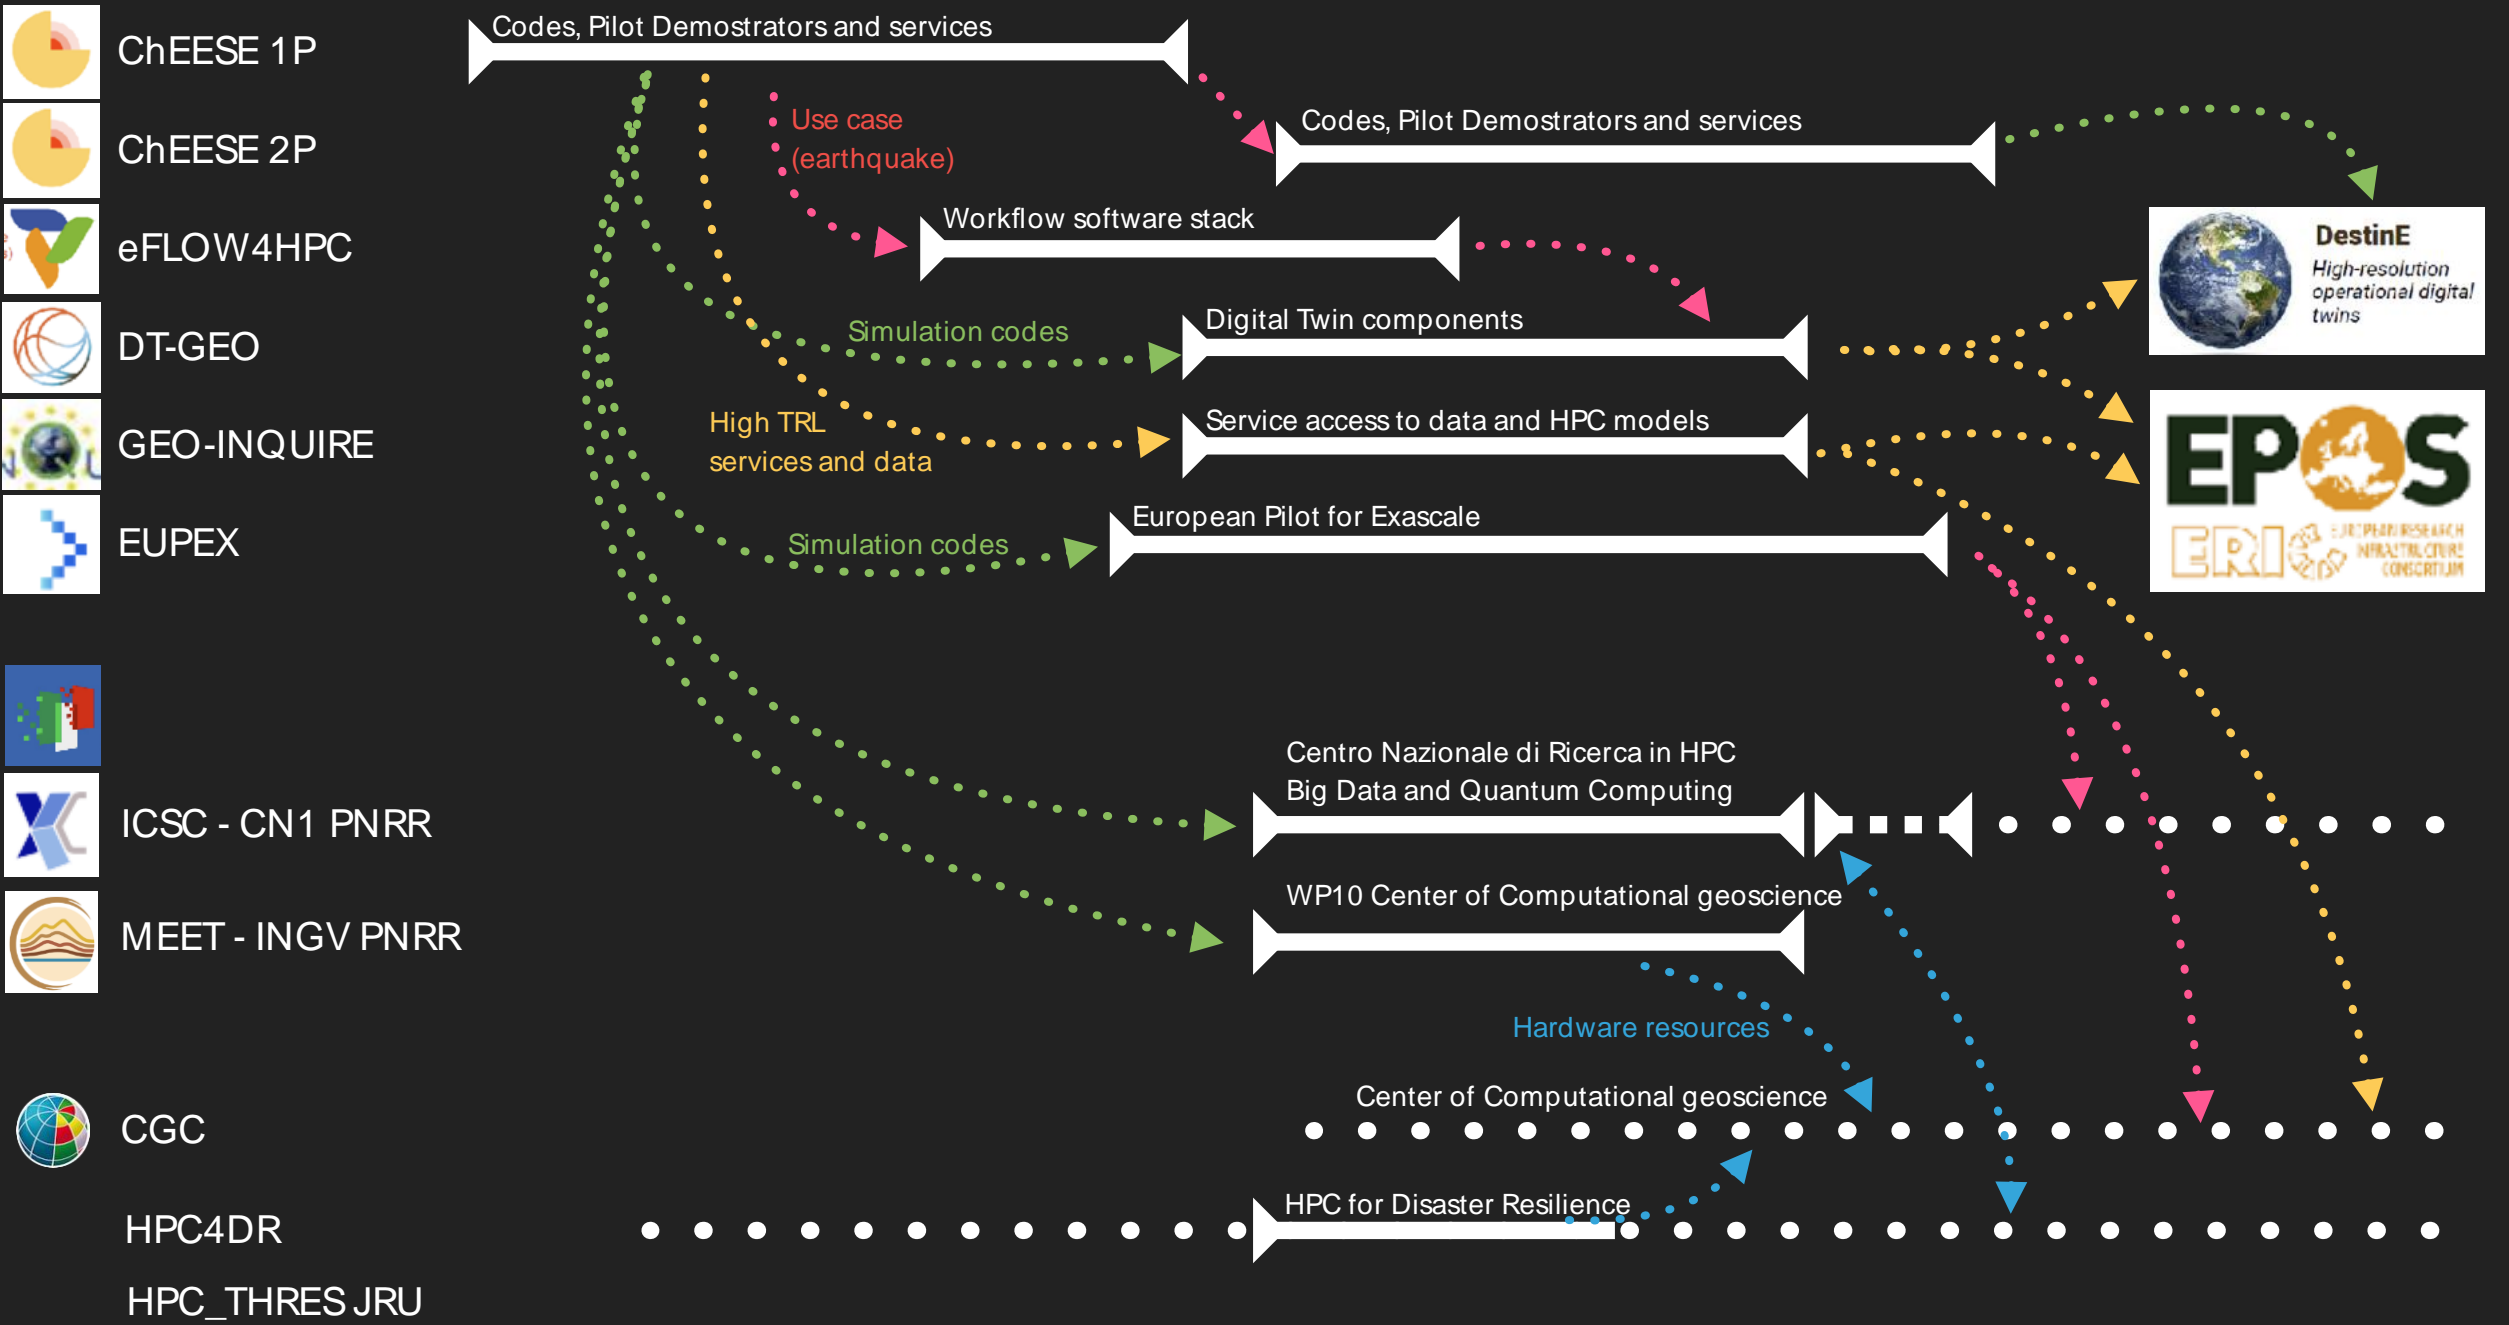 ChEESE 1P
Codes, Pilot Demostrators and services
ChEESE 2P
Use case
(earthquake)
Codes, Pilot Demostrators and services
eFLOW4HPC
Workflow software stack
DestinE
High-resolution
operational digital
twins
DT-GEO
Simulation codes
Digital Twin components
GEO-INQUIRE
High TRL
services and data
Service access to data and HPC models
EPOS
ERIC
EUROPEAN RESEARCH
INFRASTRUCTURE
CONSORTIUM
EUPEX
Simulation codes
European Pilot for Exascale
Centro Nazionale di Ricerca in HPC
Big Data and Quantum Computing
ICSC - CN1 PNRR
WP10 Center of Computational geoscience
MEET - INGV PNRR
Hardware resources
Center of Computational geoscience
CGC
HPC for Disaster Resilience
HPC4DR
HPC_THRES JRU